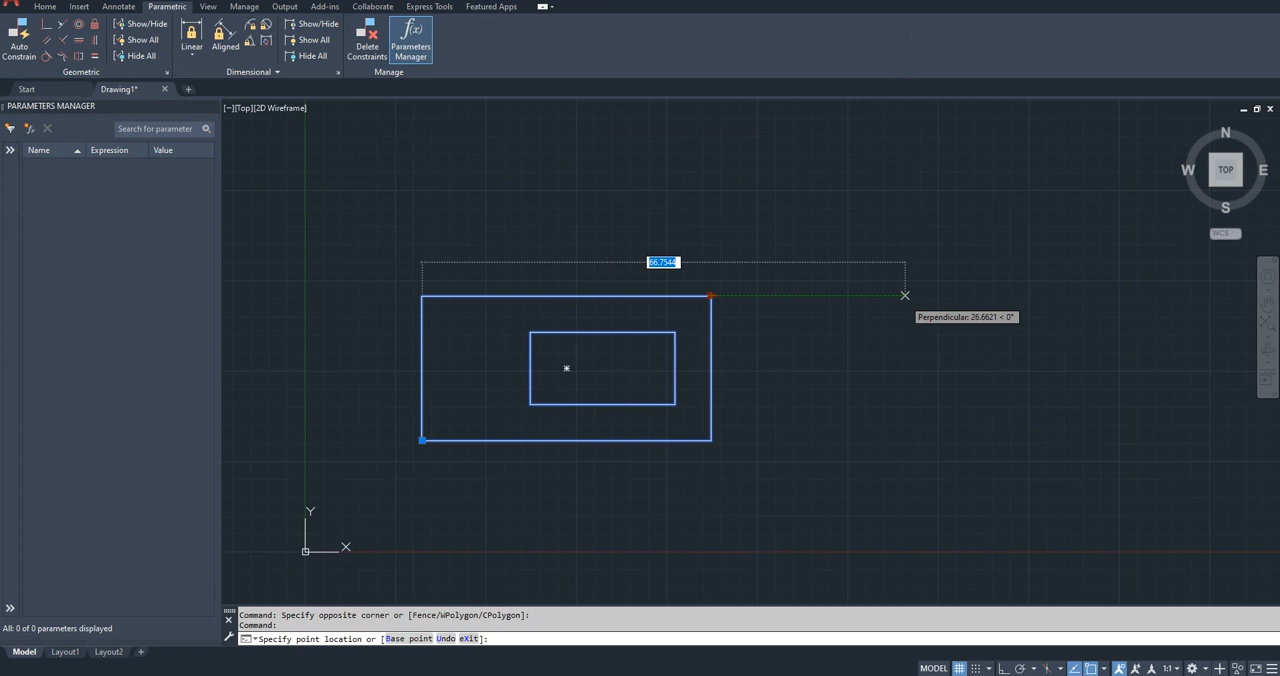 Home Insert Annotate Parametric View Manage Output Add-ins Collaborate Express Tools Featured Apps
Auto Constrain
Show/Hide
Show All
Hide All
Geometric
Linear
Aligned
Show/Hide
Show All
Hide All
Dimensional
Delete Constraints
f(x)
Parameters Manager
Manage
Start
Drawing1*
PARAMETERS MANAGER
Search for parameter
Name Expression Value
All: 0 of 0 parameters displayed
[−][Top][2D Wireframe]
N
W TOP E
S
WCS
66.7544
Perpendicular: 26.6621 < 0°
Y
X
Command: Specify opposite corner or [Fence/WPolygon/CPolygon]:
Command:
Specify point location or [Base point Undo eXit]:
Model Layout1 Layout2
MODEL
1:1